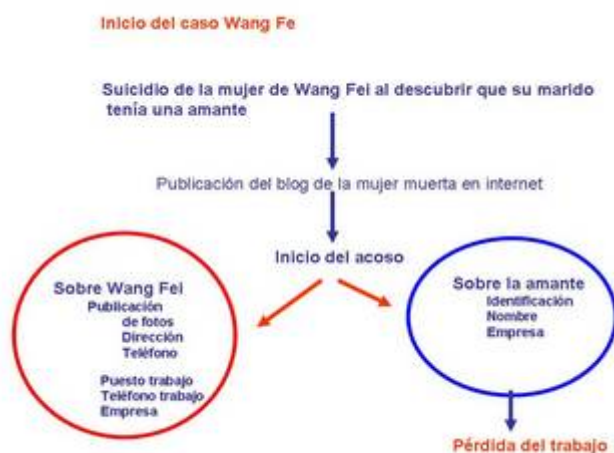 Inicio del caso Wang Fe
Suicidio de la mujer de Wang Fei al descubrir que su marido
tenía una amante
Publicación del blog de la mujer muerta en internet
Inicio del acoso
Sobre Wang Fei
Publicación
de fotos
Dirección
Teléfono
Puesto trabajo
Teléfono trabajo
Empresa
Sobre la amante
Identificación
Nombre
Empresa
Pérdida del trabajo